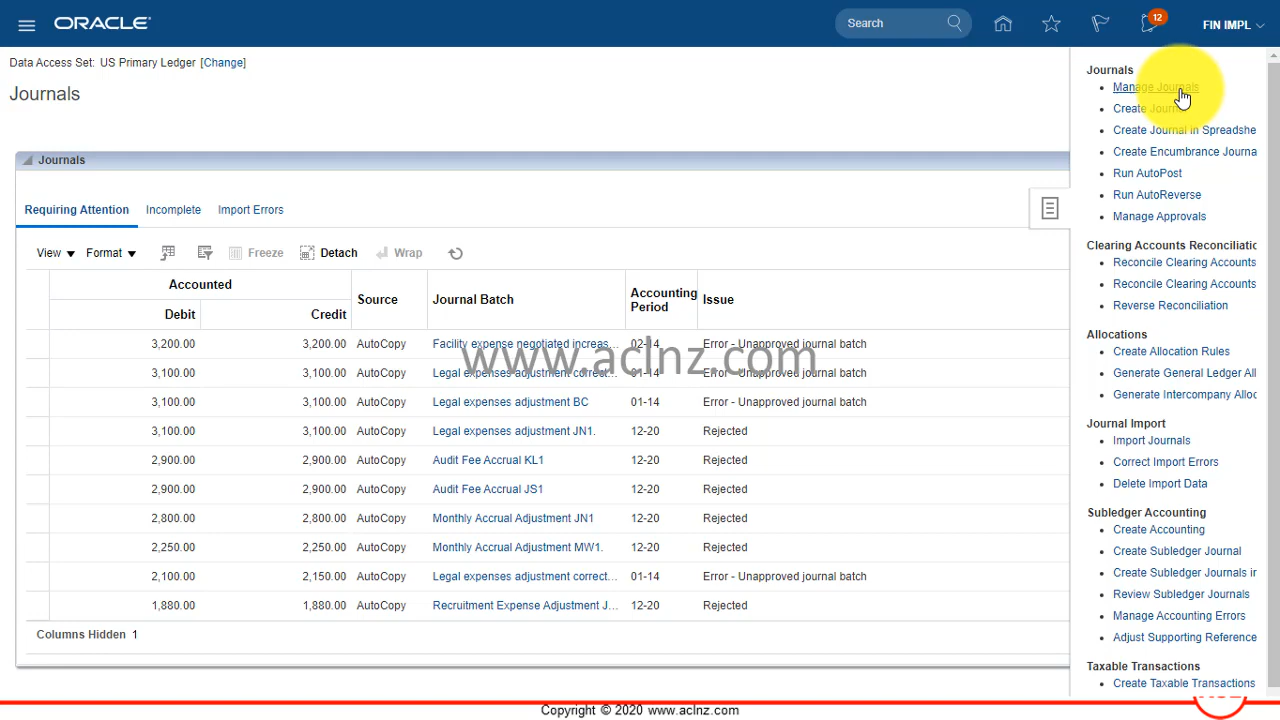 ORACLE®
Search
12
FIN IMPL
Data Access Set: US Primary Ledger [Change]
Journals
Journals
Requiring Attention Incomplete Import Errors
View Format Freeze Detach Wrap
Accounted Source Journal Batch Accounting Period Issue
Debit Credit
3,200.00 3,200.00 AutoCopy Facility expense negotiated increas... 02-14 Error - Unapproved journal batch
3,100.00 3,100.00 AutoCopy Legal expenses adjustment correct... 01-14 Error - Unapproved journal batch
3,100.00 3,100.00 AutoCopy Legal expenses adjustment BC 01-14 Error - Unapproved journal batch
3,100.00 3,100.00 AutoCopy Legal expenses adjustment JN1. 12-20 Rejected
2,900.00 2,900.00 AutoCopy Audit Fee Accrual KL1 12-20 Rejected
2,900.00 2,900.00 AutoCopy Audit Fee Accrual JS1 12-20 Rejected
2,800.00 2,800.00 AutoCopy Monthly Accrual Adjustment JN1 12-20 Rejected
2,250.00 2,250.00 AutoCopy Monthly Accrual Adjustment MW1. 12-20 Rejected
2,100.00 2,150.00 AutoCopy Legal expenses adjustment correct... 01-14 Error - Unapproved journal batch
1,880.00 1,880.00 AutoCopy Recruitment Expense Adjustment J... 12-20 Rejected
Columns Hidden 1
www.aclnz.com
Journals
Manage Journals
Create Journal
Create Journal in Spreadshe
Create Encumbrance Journa
Run AutoPost
Run AutoReverse
Manage Approvals
Clearing Accounts Reconciliatic
Reconcile Clearing Accounts
Reconcile Clearing Accounts
Reverse Reconciliation
Allocations
Create Allocation Rules
Generate General Ledger All
Generate Intercompany Alloc
Journal Import
Import Journals
Correct Import Errors
Delete Import Data
Subledger Accounting
Create Accounting
Create Subledger Journal
Create Subledger Journals ir
Review Subledger Journals
Manage Accounting Errors
Adjust Supporting Reference
Taxable Transactions
Create Taxable Transactions
Copyright © 2020 www.aclnz.com